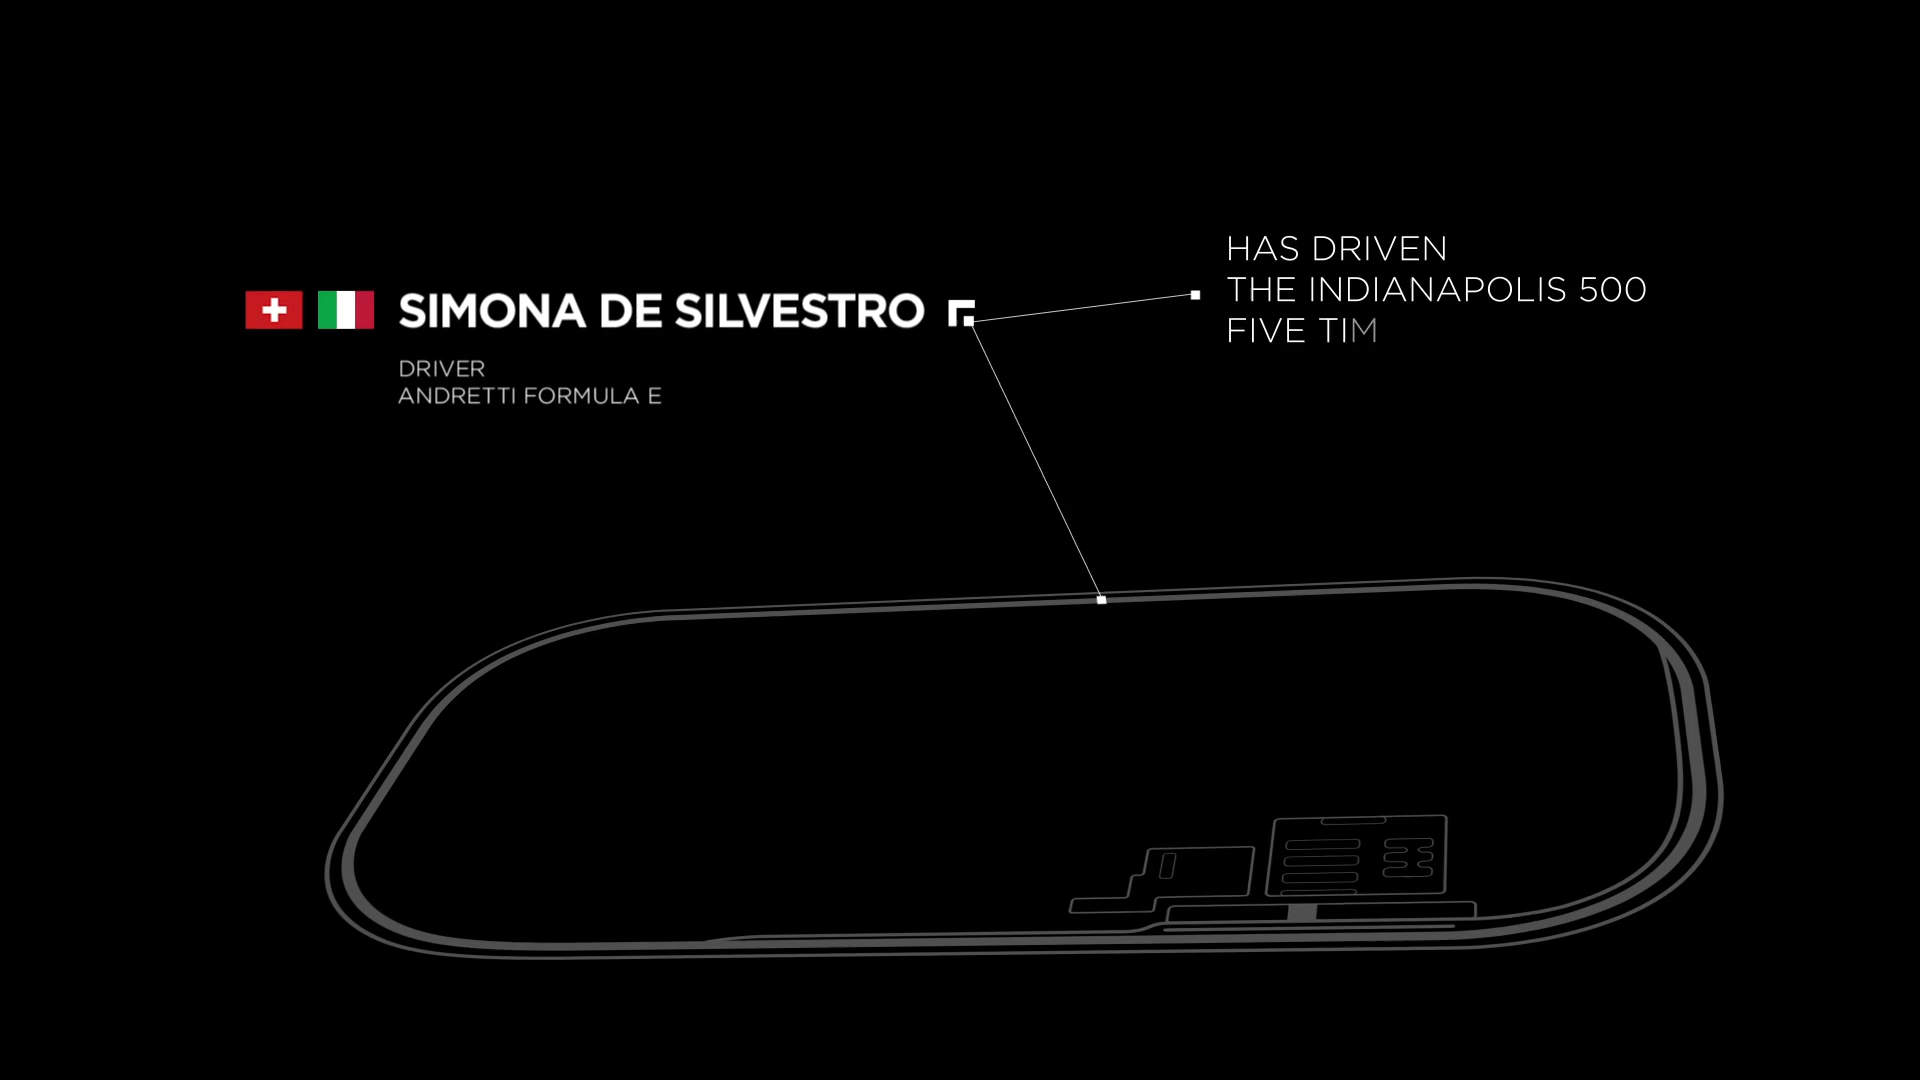 SIMONA DE SILVESTRO
DRIVER
ANDRETTI FORMULA E
HAS DRIVEN
THE INDIANAPOLIS 500
FIVE TIM